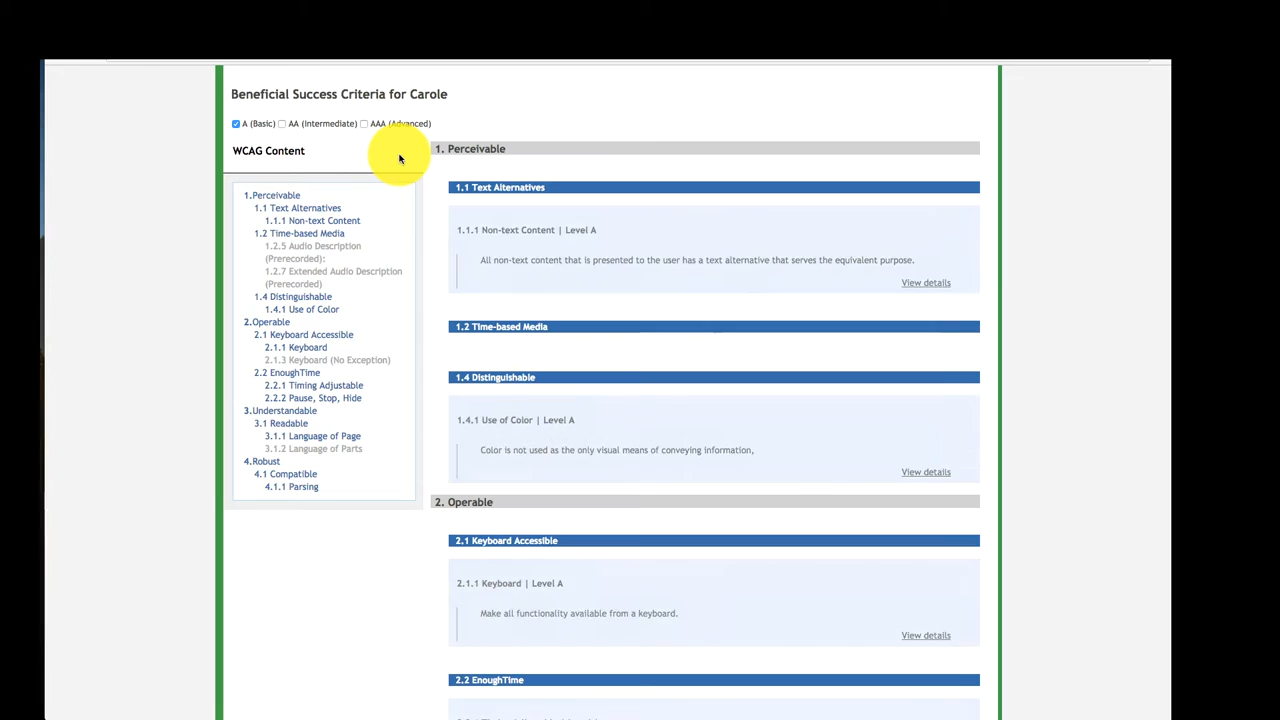 Beneficial Success Criteria for Carole
A (Basic) AA (Intermediate) AAA (Advanced)
WCAG Content
1.Perceivable
1.1 Text Alternatives
1.1.1 Non-text Content
1.2 Time-based Media
1.2.5 Audio Description
(Prerecorded):
1.2.7 Extended Audio Description
(Prerecorded)
1.4 Distinguishable
1.4.1 Use of Color
2.Operable
2.1 Keyboard Accessible
2.1.1 Keyboard
2.1.3 Keyboard (No Exception)
2.2 EnoughTime
2.2.1 Timing Adjustable
2.2.2 Pause, Stop, Hide
3.Understandable
3.1 Readable
3.1.1 Language of Page
3.1.2 Language of Parts
4.Robust
4.1 Compatible
4.1.1 Parsing
1. Perceivable
1.1 Text Alternatives
1.1.1 Non-text Content | Level A
All non-text content that is presented to the user has a text alternative that serves the equivalent purpose.
View details
1.2 Time-based Media
1.4 Distinguishable
1.4.1 Use of Color | Level A
Color is not used as the only visual means of conveying information,
View details
2. Operable
2.1 Keyboard Accessible
2.1.1 Keyboard | Level A
Make all functionality available from a keyboard.
View details
2.2 EnoughTime